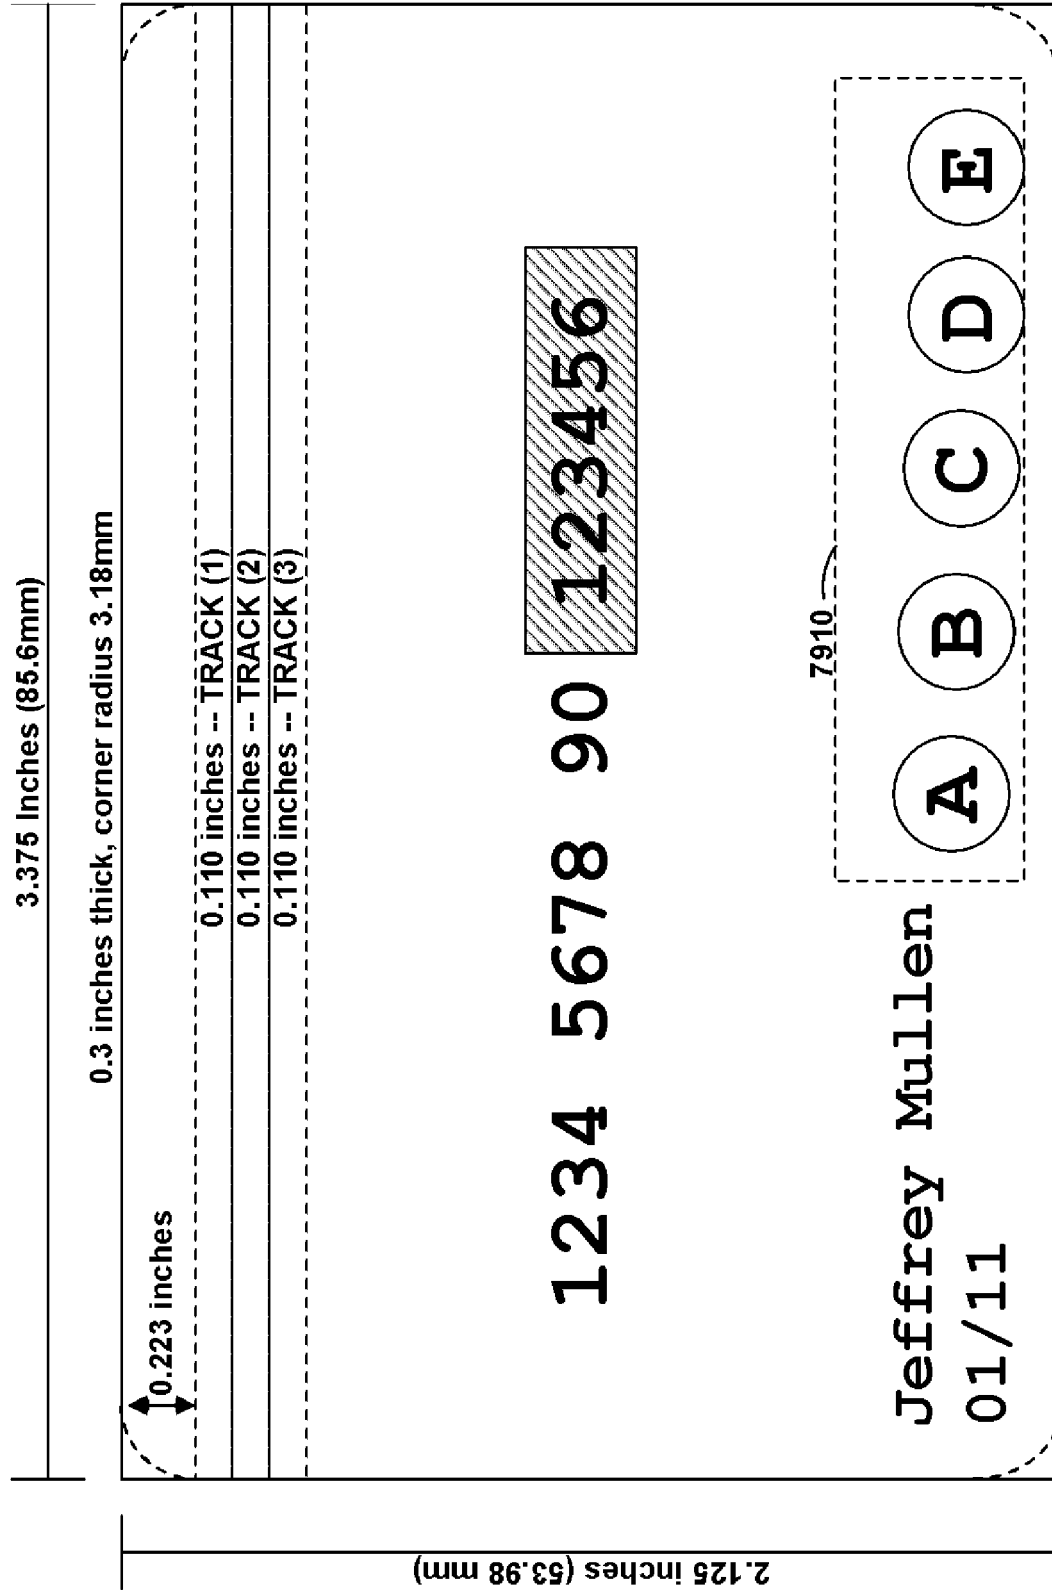 3.375 Inches (85.6mm)
0.3 inches thick, corner radius 3.18mm
0.223 inches
0.110 inches -- TRACK (1)
0.110 inches -- TRACK (2)
0.110 inches -- TRACK (3)
2.125 inches (53.98 mm)
1234 5678 90 123456
7910
Jeffrey Mullen
01/11
A B C D E